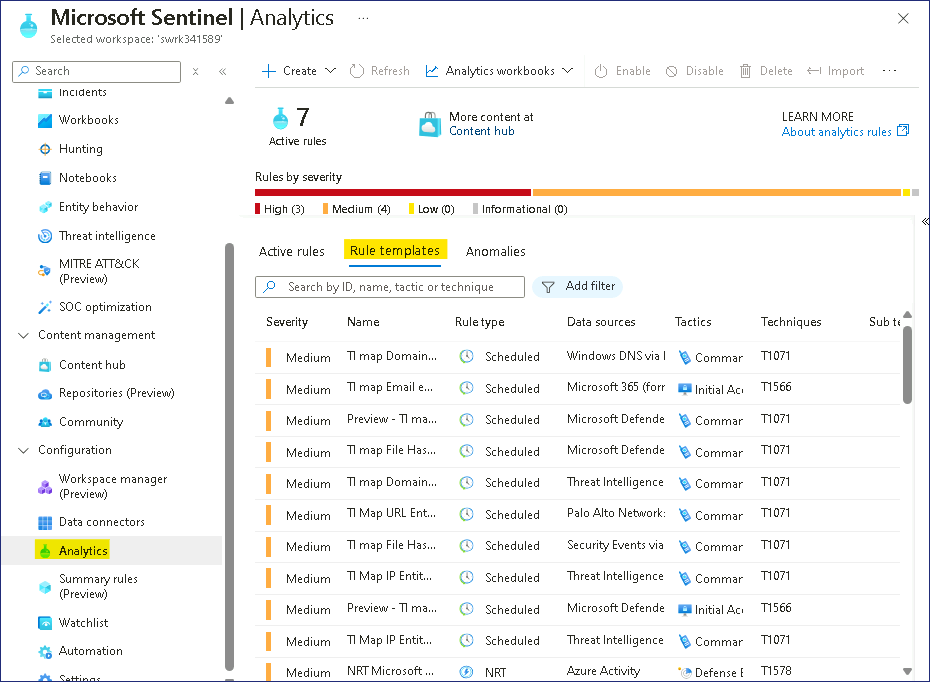 Microsoft Sentinel | Analytics ...
Selected workspace: 'swrk341589'
Search
Incidents
Workbooks
Hunting
Notebooks
Entity behavior
Threat intelligence
MITRE ATT&CK
(Preview)
SOC optimization
Content management
Content hub
Repositories (Preview)
Community
Configuration
Workspace manager
(Preview)
Data connectors
Analytics
Summary rules
(Preview)
Watchlist
Automation
Settings
Create Refresh Analytics workbooks Enable Disable Delete Import ...
7
Active rules
More content at
Content hub
LEARN MORE
About analytics rules
Rules by severity
High (3) Medium (4) Low (0) Informational (0)
Active rules Rule templates Anomalies
Search by ID, name, tactic or technique Add filter
Severity Name Rule type Data sources Tactics Techniques Sub te
Medium TI map Domain... Scheduled Windows DNS via I Commar T1071
Medium TI map Email e... Scheduled Microsoft 365 (forr Initial Acc T1566
Medium Preview - TI ma... Scheduled Microsoft Defende Commar T1071
Medium TI map File Has... Scheduled Microsoft Defende Commar T1071
Medium TI map Domain... Scheduled Threat Intelligence Commar T1071
Medium TI Map URL Ent... Scheduled Palo Alto Network: Commar T1071
Medium TI map File Has... Scheduled Security Events via Commar T1071
Medium TI Map IP Entit... Scheduled Threat Intelligence Commar T1071
Medium Preview - TI ma... Scheduled Microsoft Defende Initial Acc T1566
Medium TI Map IP Entit... Scheduled Threat Intelligence Commar T1071
Medium NRT Microsoft ... NRT Azure Activity Defense E T1578